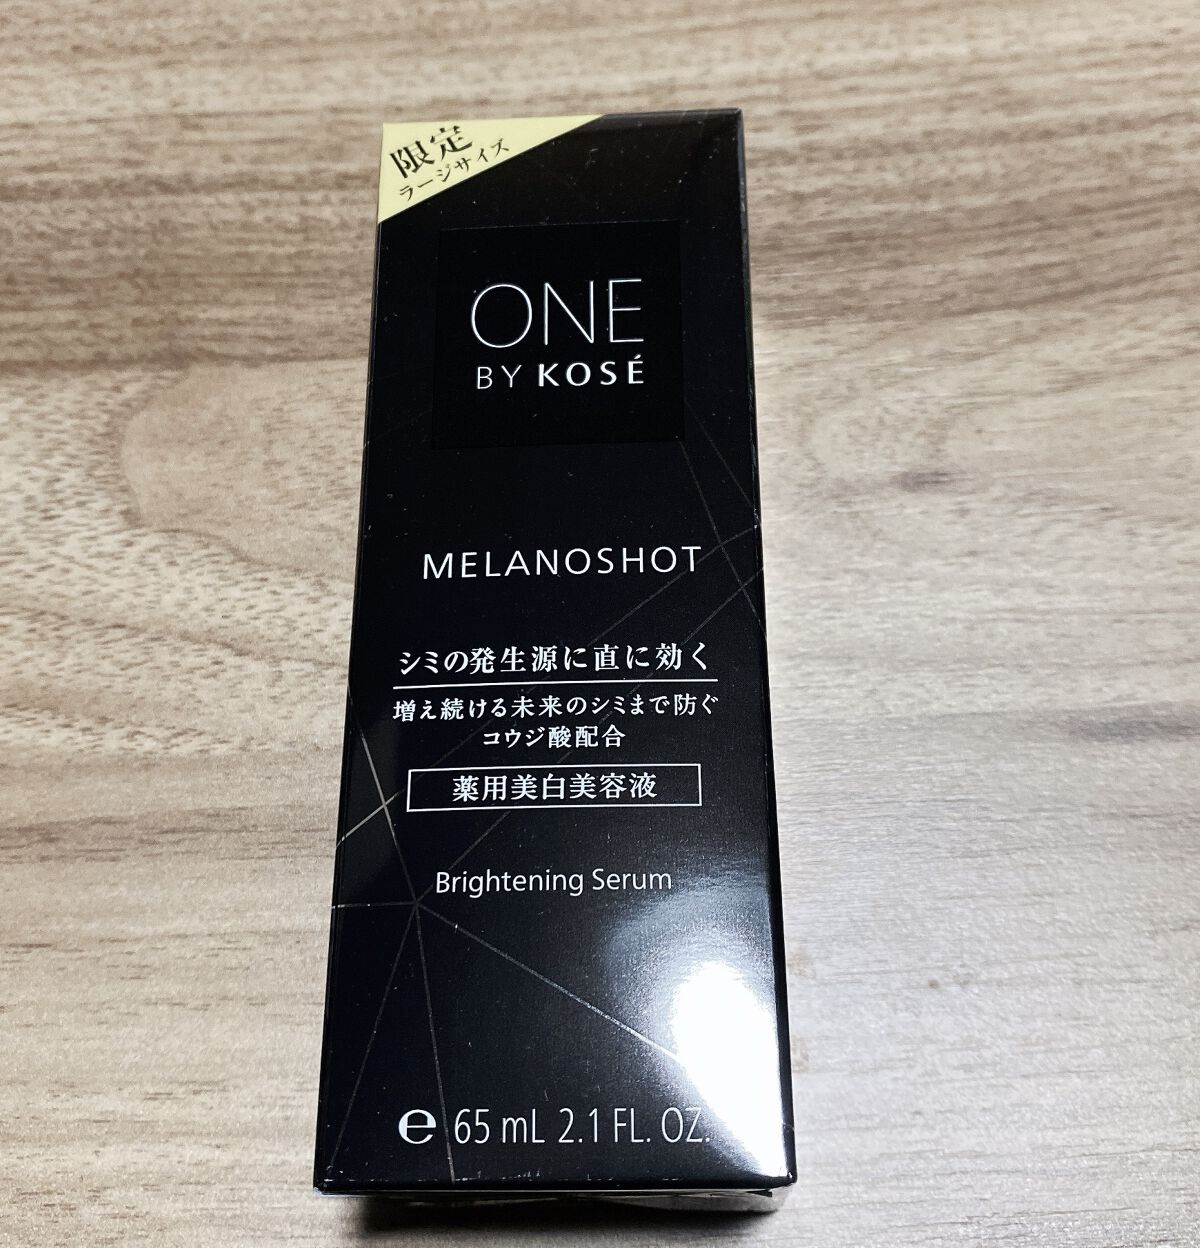 限定
ラージサイズ
ONE
BY KOSÉ
MELANOSHOT
シミの発生源に直に効く
増え続ける未来のシミまで防ぐ
コウジ酸配合
薬用美白美容液
Brightening Serum
℮ 65 mL 2.1 FL. OZ.